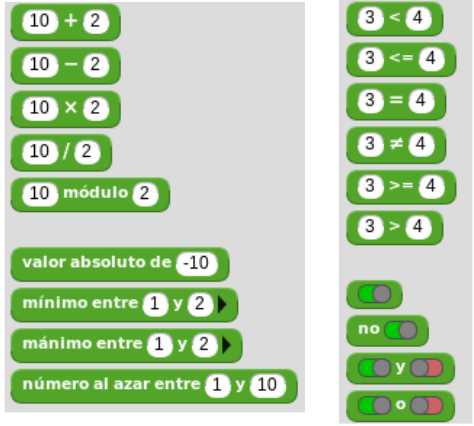 10 + 2
10 − 2
10 × 2
10 / 2
10 módulo 2
valor absoluto de -10
mínimo entre 1 y 2
mánimo entre 1 y 2
número al azar entre 1 y 10
3 < 4
3 <= 4
3 = 4
3 ≠ 4
3 >= 4
3 > 4
no
y
o